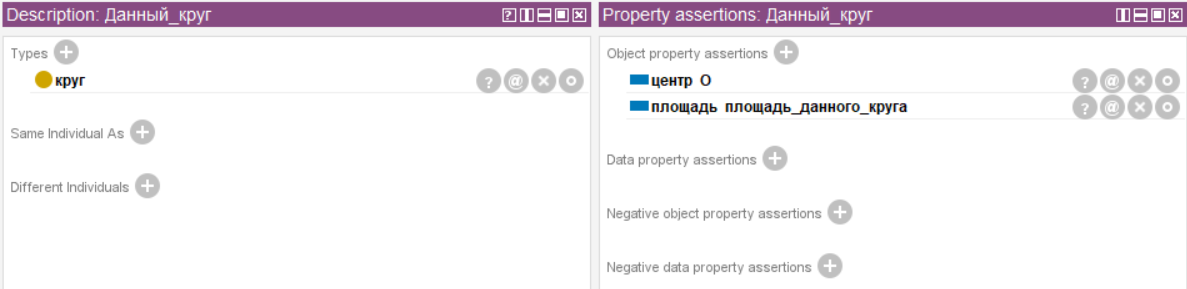 Description: Данный_круг
Types
круг
Same Individual As
Different Individuals
Property assertions: Данный_круг
Object property assertions
центр O
площадь площадь_данного_круга
Data property assertions
Negative object property assertions
Negative data property assertions